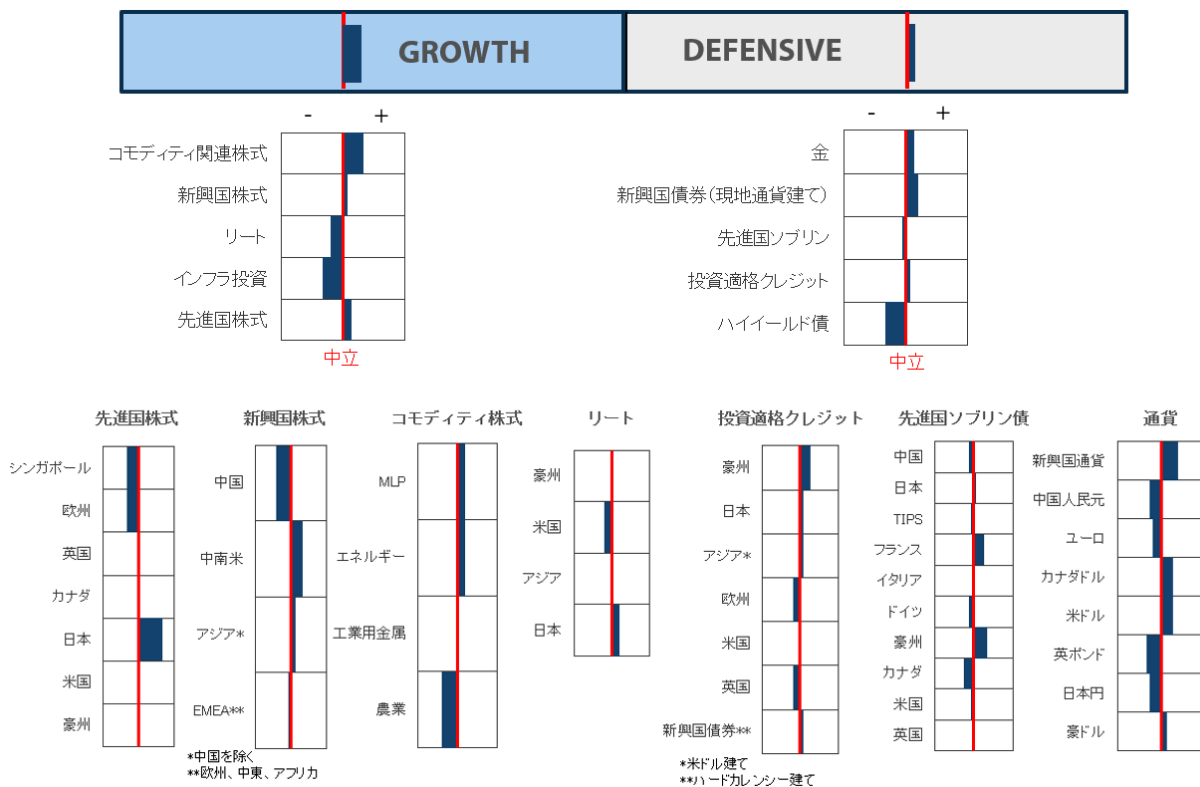 GROWTH
DEFENSIVE
- +
コモディティ関連株式
新興国株式
リート
インフラ投資
先進国株式
中立
- +
金
新興国債券(現地通貨建て)
先進国ソブリン
投資適格クレジット
ハイイールド債
中立
先進国株式
シンガポール
欧州
英国
カナダ
日本
米国
豪州
新興国株式
中国
中南米
アジア*
EMEA**
*中国を除く
**欧州、中東、アフリカ
コモディティ株式
MLP
エネルギー
工業用金属
農業
リート
豪州
米国
アジア
日本
投資適格クレジット
豪州
日本
アジア*
欧州
米国
英国
新興国債券**
*米ドル建て
**ハードカレンシー建て
先進国ソブリン債
中国
日本
TIPS
フランス
イタリア
ドイツ
豪州
カナダ
米国
英国
通貨
新興国通貨
中国人民元
ユーロ
カナダドル
米ドル
英ポンド
日本円
豪ドル